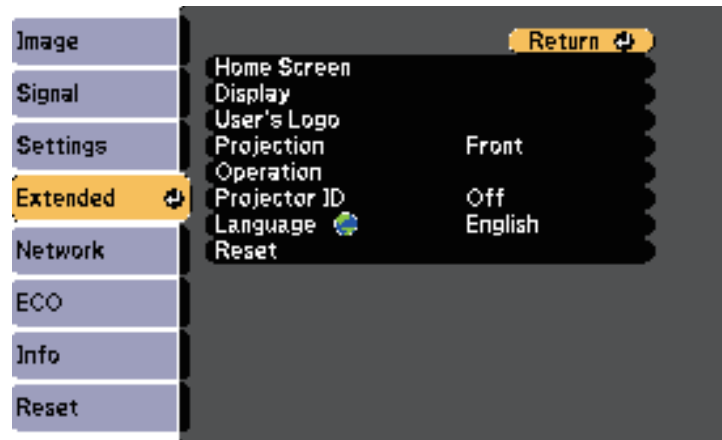 Image
Signal
Settings
Extended
Network
ECO
Info
Reset
Return
Home Screen
Display
User's Logo
Projection Front
Operation
Projector ID Off
Language English
Reset